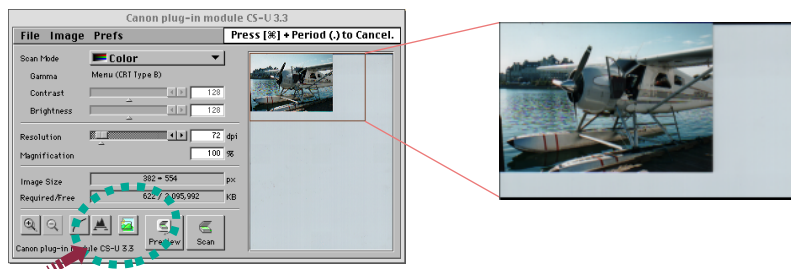 Canon plug-in module CS-U 3.3
File Image Prefs
Press [⌘] + Period (.) to Cancel.
Scan Mode Color
Gamma Menu (CRT Type B)
Contrast 128
Brightness 128
Resolution 72 dpi
Magnification 100 %
Image Size 382 * 554 px
Required/Free 622 / 2,095,992 KB
Preview Scan
Canon plug-in module CS-U 3.3